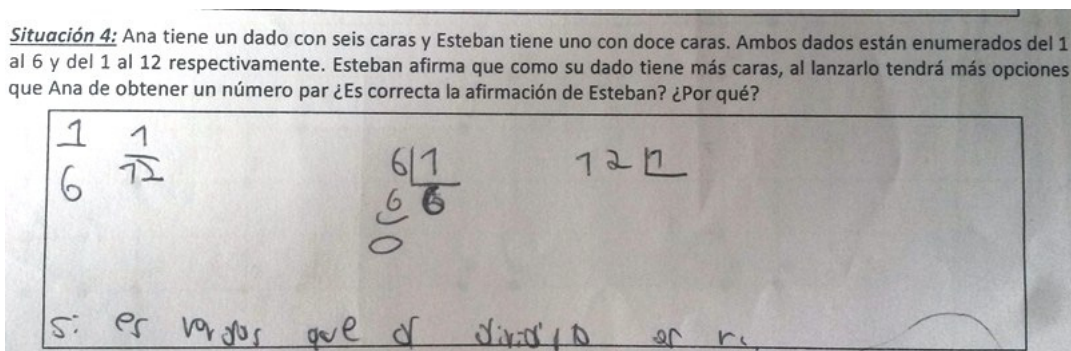 Situación 4: Ana tiene un dado con seis caras y Esteban tiene uno con doce caras. Ambos dados están enumerados del 1
al 6 y del 1 al 12 respectivamente. Esteban afirma que como su dado tiene más caras, al lanzarlo tendrá más opciones
que Ana de obtener un número par ¿Es correcta la afirmación de Esteban? ¿Por qué?
1 1 6 1 12 1
6 12 6 6
0
si es que